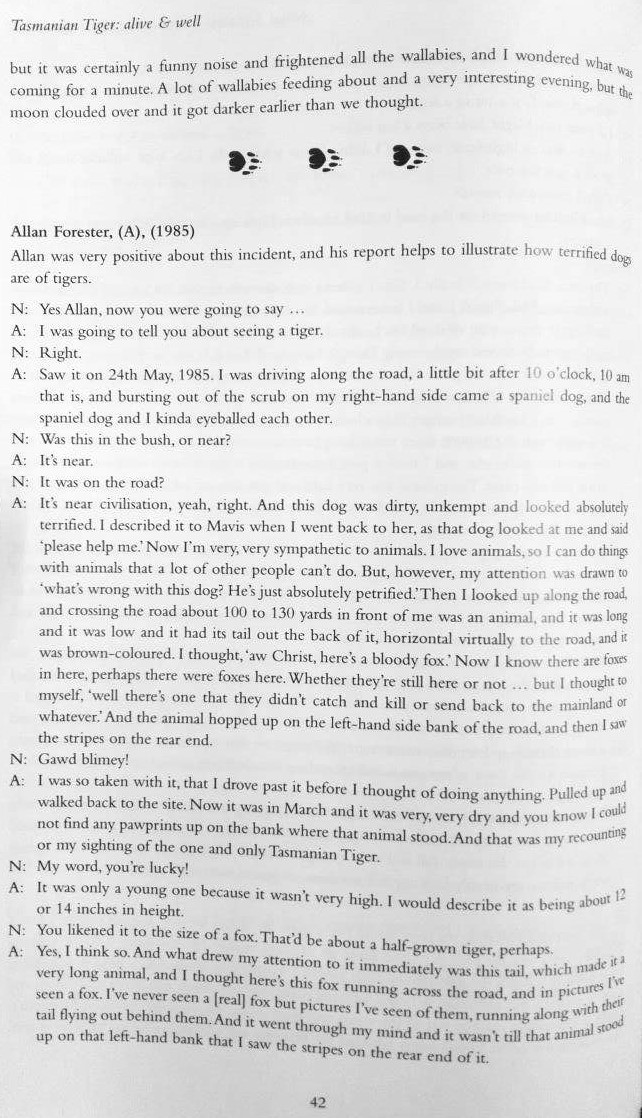 Tasmanian Tiger: alive & well
but it was certainly a funny noise and frightened all the wallabies, and I wondered what was
coming for a minute. A lot of wallabies feeding about and a very interesting evening, but the
moon clouded over and it got darker earlier than we thought.
Allan Forester, (A), (1985)
Allan was very positive about this incident, and his report helps to illustrate how terrified dogs
are of tigers.
N: Yes Allan, now you were going to say …
A: I was going to tell you about seeing a tiger.
N: Right.
A: Saw it on 24th May, 1985. I was driving along the road, a little bit after 10 o'clock, 10 am
that is, and bursting out of the scrub on my right-hand side came a spaniel dog, and the
spaniel dog and I kinda eyeballed each other.
N: Was this in the bush, or near?
A: It's near.
N: It was on the road?
A: It's near civilisation, yeah, right. And this dog was dirty, unkempt and looked absolutely
terrified. I described it to Mavis when I went back to her, as that dog looked at me and said
'please help me.' Now I'm very, very sympathetic to animals. I love animals, so I can do things
with animals that a lot of other people can't do. But, however, my attention was drawn to
'what's wrong with this dog? He's just absolutely petrified.' Then I looked up along the road,
and crossing the road about 100 to 130 yards in front of me was an animal, and it was long
and it was low and it had its tail out the back of it, horizontal virtually to the road, and it
was brown-coloured. I thought, 'aw Christ, here's a bloody fox.' Now I know there are foxes
in here, perhaps there were foxes here. Whether they're still here or not … but I thought to
myself, 'well there's one that they didn't catch and kill or send back to the mainland or
whatever.' And the animal hopped up on the left-hand side bank of the road, and then I saw
the stripes on the rear end.
N: Gawd blimey!
A: I was so taken with it, that I drove past it before I thought of doing anything. Pulled up and
walked back to the site. Now it was in March and it was very, very dry and you know I could
not find any pawprints up on the bank where that animal stood. And that was my recounting
or my sighting of the one and only Tasmanian Tiger.
N: My word, you're lucky!
A: It was only a young one because it wasn't very high. I would describe it as being about 12
or 14 inches in height.
N: You likened it to the size of a fox. That'd be about a half-grown tiger, perhaps.
A: Yes, I think so. And what drew my attention to it immediately was this tail, which made it a
very long animal, and I thought here's this fox running across the road, and in pictures I've
seen a fox. I've never seen a [real] fox but pictures I've seen of them, running along with their
tail flying out behind them. And it went through my mind and it wasn't till that animal stood
up on that left-hand bank that I saw the stripes on the rear end of it.
42